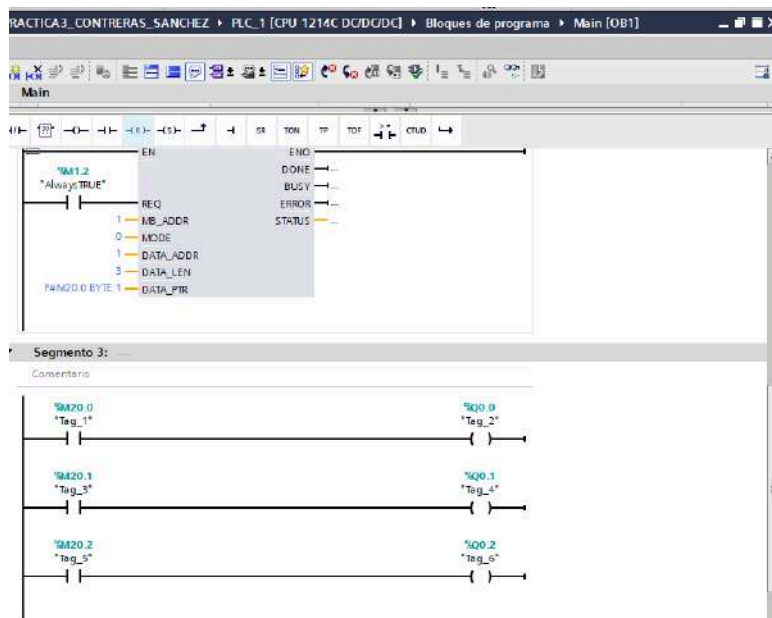 RACTICA3_CONTRERAS_SANCHEZ ▸ PLC_1 [CPU 1214C DC/DC/DC] ▸ Bloques de programa ▸ Main [OB1]
Main
SR TON TP TOF CTUD
EN ENO
%M1.2 DONE ...
"AlwaysTRUE" BUSY ...
REQ ERROR ...
1 MB_ADDR STATUS ...
0 MODE
1 DATA_ADDR
3 DATA_LEN
P#M20.0 BYTE 1 DATA_PTR
Segmento 3: ....
Comentario
%M20.0 %Q0.0
"Tag_1" "Tag_2"
%M20.1 %Q0.1
"Tag_3" "Tag_4"
%M20.2 %Q0.2
"Tag_5" "Tag_6"